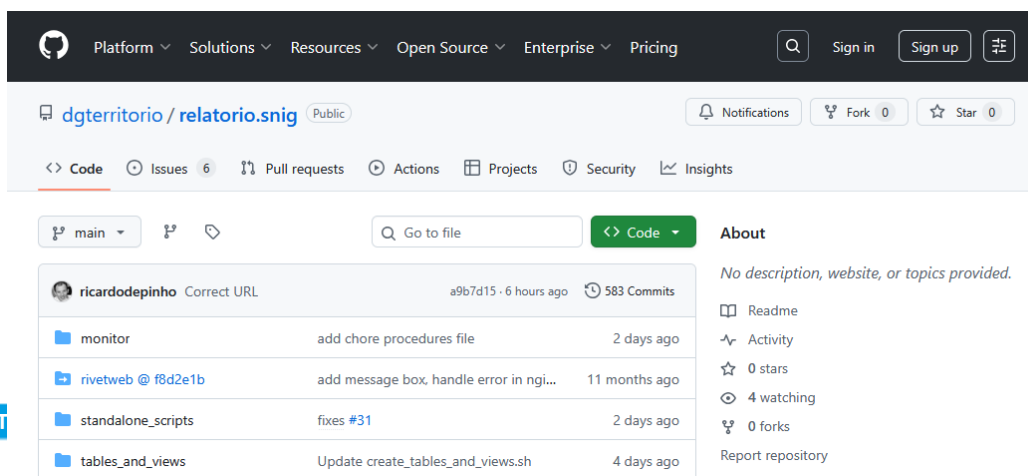 Platform Solutions Resources Open Source Enterprise Pricing Sign in Sign up
dgterritorio / relatorio.snig Public Notifications Fork 0 Star 0
Code Issues 6 Pull requests Actions Projects Security Insights
main Go to file Code
ricardodepinho Correct URL a9b7d15 · 6 hours ago 583 Commits
monitor add chore procedures file 2 days ago
rivetweb @ f8d2e1b add message box, handle error in ngi... 11 months ago
standalone_scripts fixes #31 2 days ago
tables_and_views Update create_tables_and_views.sh 4 days ago
About
No description, website, or topics provided.
Readme
Activity
0 stars
4 watching
0 forks
Report repository
T